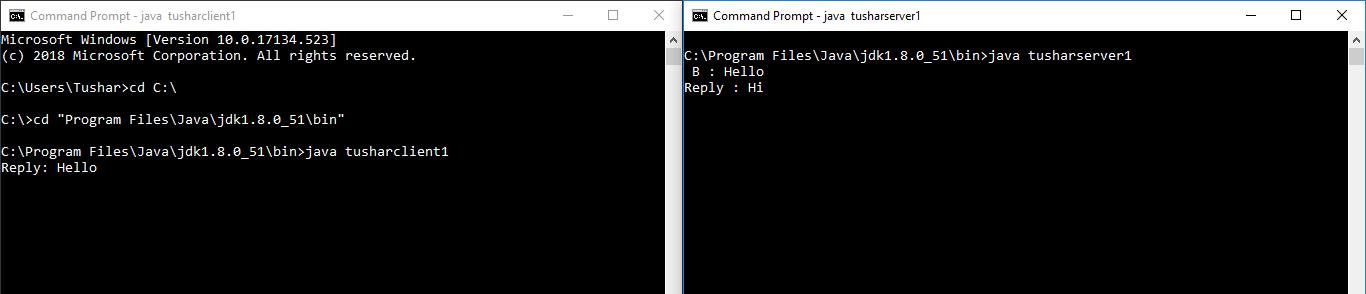 Command Prompt - java  tusharclient1
Microsoft Windows [Version 10.0.17134.523]
(c) 2018 Microsoft Corporation. All rights reserved.
C:\Users\Tushar>cd C:\
C:\>cd "Program Files\Java\jdk1.8.0_51\bin"
C:\Program Files\Java\jdk1.8.0_51\bin>java tusharclient1
Reply: Hello
Command Prompt - java  tusharserver1
C:\Program Files\Java\jdk1.8.0_51\bin>java tusharserver1
 B : Hello
Reply : Hi